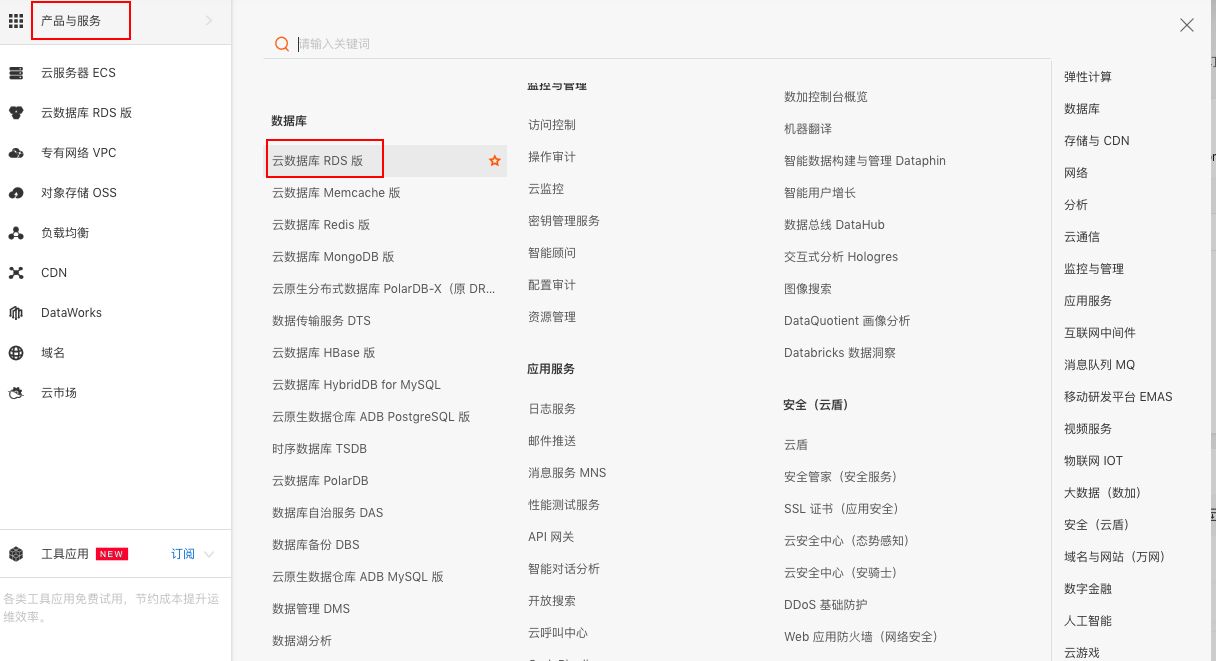 产品与服务
云服务器 ECS
云数据库 RDS 版
专有网络 VPC
对象存储 OSS
负载均衡
CDN
DataWorks
域名
云市场
工具应用 NEW 订阅
各类工具应用免费试用，节约成本提升运
维效率。
请输入关键词
数据库
云数据库 RDS 版
云数据库 Memcache 版
云数据库 Redis 版
云数据库 MongoDB 版
云原生分布式数据库 PolarDB-X（原 DR...
数据传输服务 DTS
云数据库 HBase 版
云数据库 HybridDB for MySQL
云原生数据仓库 ADB PostgreSQL 版
时序数据库 TSDB
云数据库 PolarDB
数据库自治服务 DAS
数据库备份 DBS
云原生数据仓库 ADB MySQL 版
数据管理 DMS
数据湖分析
监控与管理
访问控制
操作审计
云监控
密钥管理服务
智能顾问
配置审计
资源管理
应用服务
日志服务
邮件推送
消息服务 MNS
性能测试服务
API 网关
智能对话分析
开放搜索
云呼叫中心
数加控制台概览
机器翻译
智能数据构建与管理 Dataphin
智能用户增长
数据总线 DataHub
交互式分析 Hologres
图像搜索
DataQuotient 画像分析
Databricks 数据洞察
安全（云盾）
云盾
安全管家（安全服务）
SSL 证书（应用安全）
云安全中心（态势感知）
云安全中心（安骑士）
DDoS 基础防护
Web 应用防火墙（网络安全）
弹性计算
数据库
存储与 CDN
网络
分析
云通信
监控与管理
应用服务
互联网中间件
消息队列 MQ
移动研发平台 EMAS
视频服务
物联网 IOT
大数据（数加）
安全（云盾）
域名与网站（万网）
数字金融
人工智能
云游戏